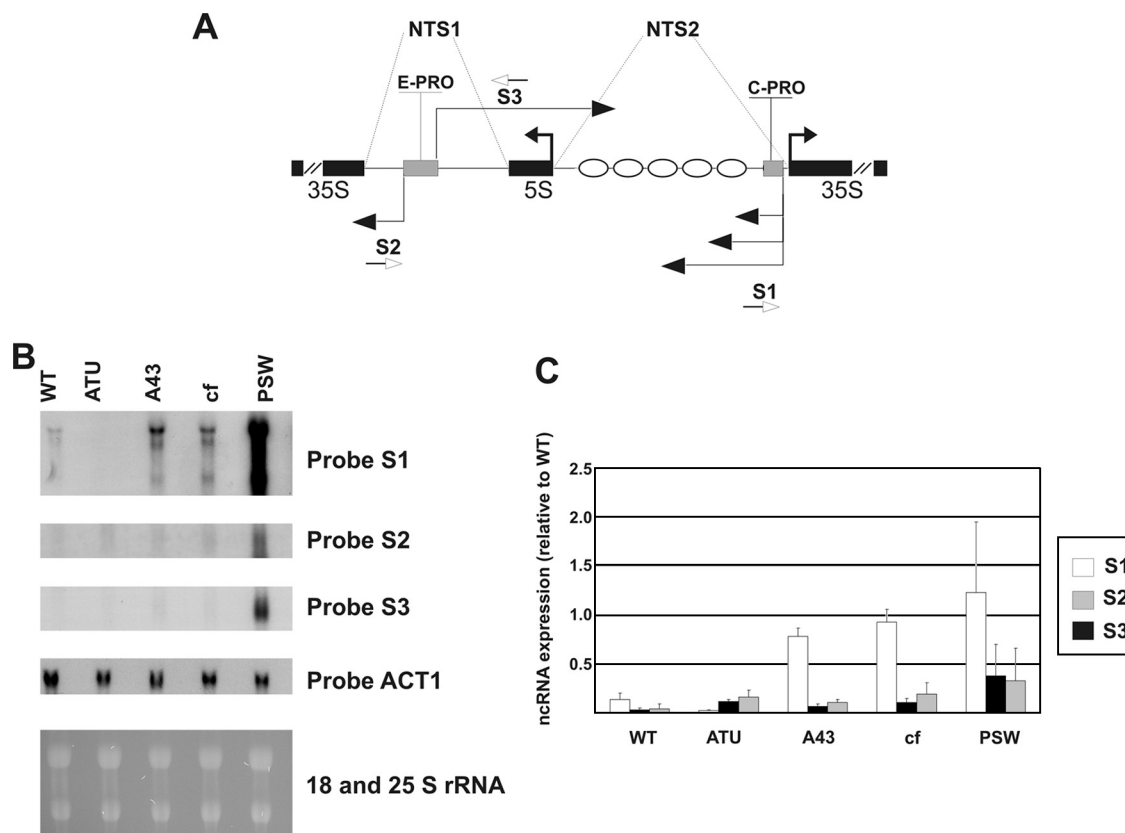 A
NTS1
NTS2
E-PRO
C-PRO
S3
35S
5S
35S
S2
S1
B
WT
ATU
A43
cf
PSW
Probe S1
Probe S2
Probe S3
Probe ACT1
18 and 25 S rRNA
C
ncRNA expression (relative to WT)
2.5
2.0
1.5
1.0
0.5
WT
ATU
A43
cf
PSW
S1
S2
S3